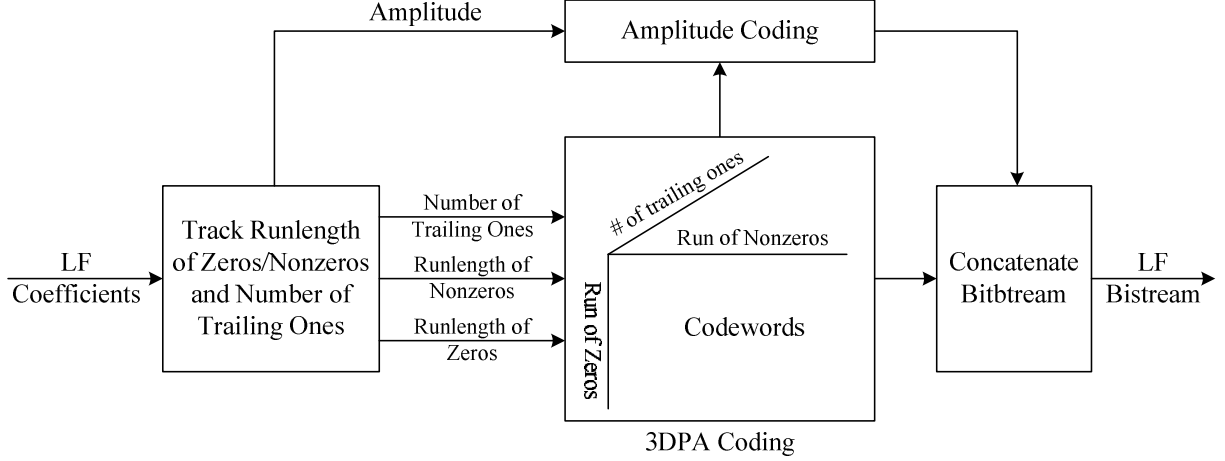 Amplitude
Amplitude Coding
LF
Coefficients
Track Runlength
of Zeros/Nonzeros
and Number of
Trailing Ones
Number of
Trailing Ones
Runlength of
Nonzeros
Runlength of
Zeros
# of trailing ones
Run of Nonzeros
Run of Zeros
Codewords
3DPA Coding
Concatenate
Bitbtream
LF
Bistream